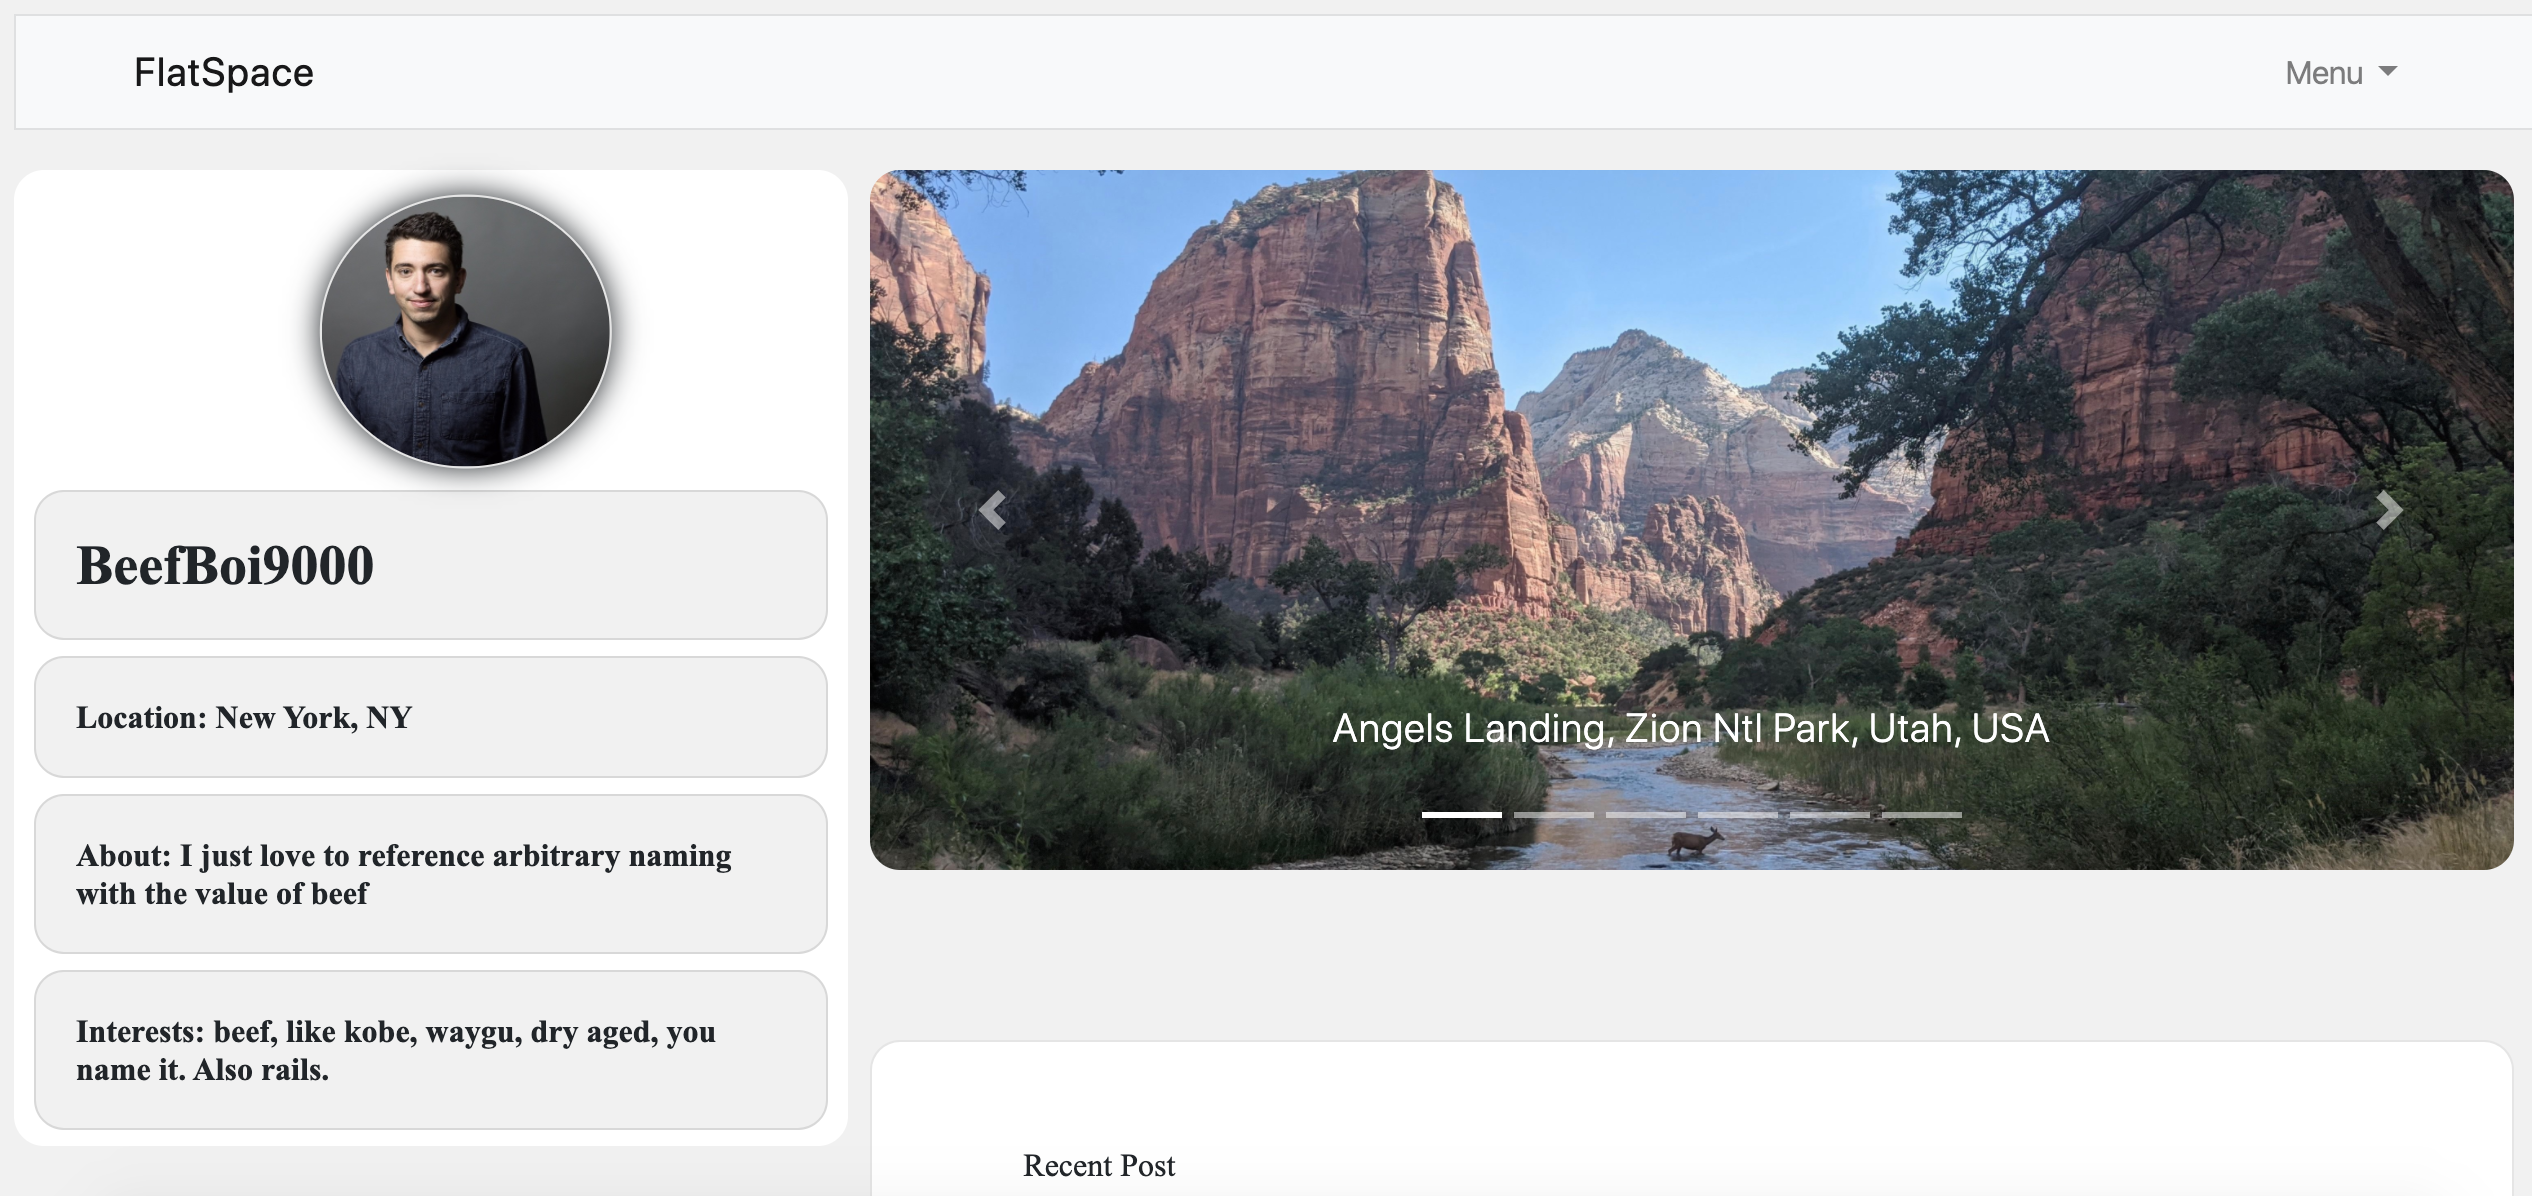 FlatSpace
Menu
BeefBoi9000
Location: New York, NY
About: I just love to reference arbitrary naming
with the value of beef
Interests: beef, like kobe, waygu, dry aged, you
name it. Also rails.
Angels Landing, Zion Ntl Park, Utah, USA
Recent Post